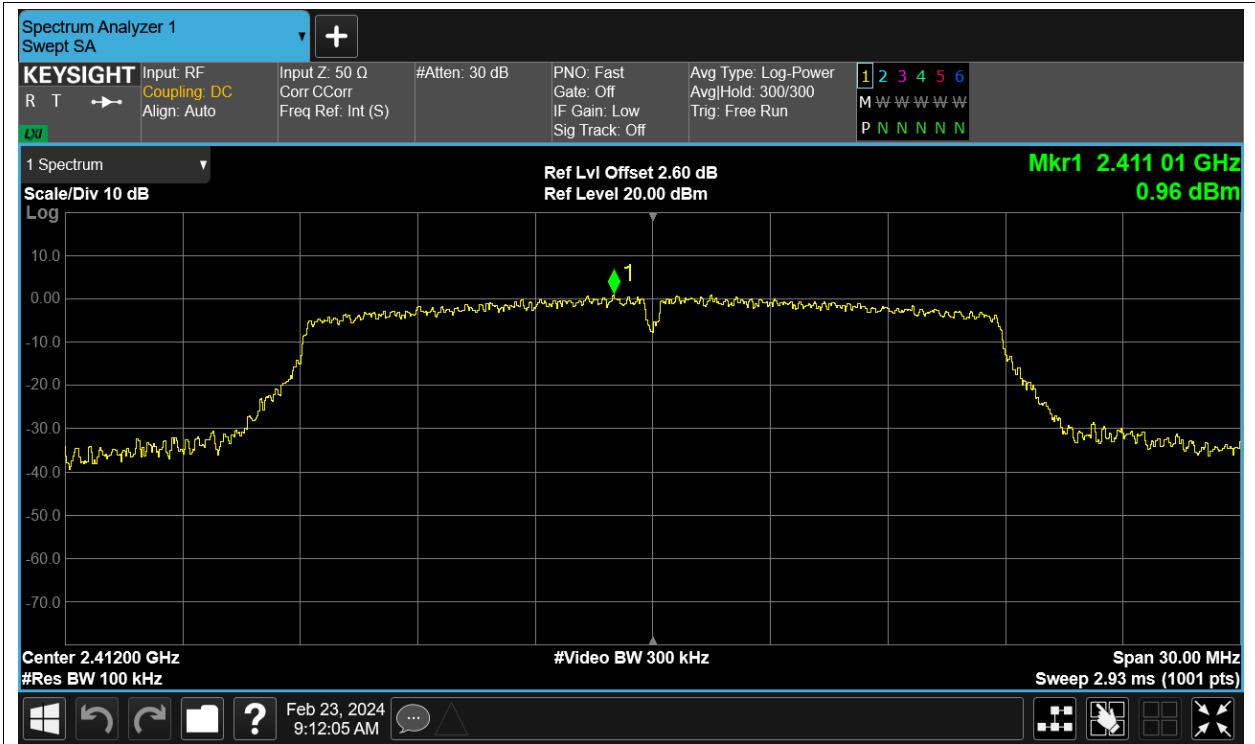 Spectrum Analyzer 1
Swept SA
KEYSIGHT
R T
LXI
Input: RF
Coupling: DC
Align: Auto
Input Z: 50 Ω
Corr CCorr
Freq Ref: Int (S)
#Atten: 30 dB
PNO: Fast
Gate: Off
IF Gain: Low
Sig Track: Off
Avg Type: Log-Power
Avg|Hold: 300/300
Trig: Free Run
1 2 3 4 5 6
M W W W W W
P N N N N N
1 Spectrum
Scale/Div 10 dB
Ref Lvl Offset 2.60 dB
Ref Level 20.00 dBm
Mkr1 2.411 01 GHz
0.96 dBm
Log
10.0
0.00
-10.0
-20.0
-30.0
-40.0
-50.0
-60.0
-70.0
1
Center 2.41200 GHz
#Res BW 100 kHz
#Video BW 300 kHz
Span 30.00 MHz
Sweep 2.93 ms (1001 pts)
?
Feb 23, 2024
9:12:05 AM